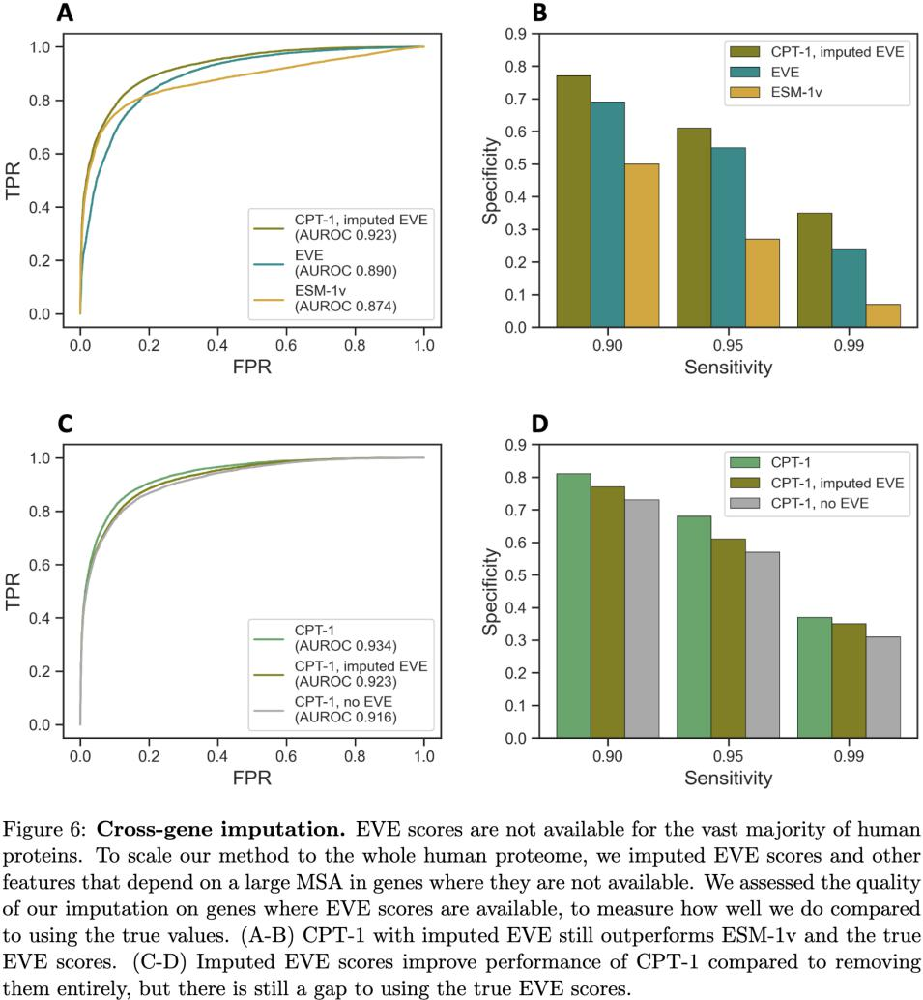 A
1.0
0.8
0.6
0.4
0.2
0.0
TPR
0.0 0.2 0.4 0.6 0.8 1.0
FPR
CPT-1, imputed EVE
(AUROC 0.923)
EVE
(AUROC 0.890)
ESM-1v
(AUROC 0.874)
B
0.9
0.8
0.7
0.6
0.5
0.4
0.3
0.2
0.1
0.0
Specificity
0.90 0.95 0.99
Sensitivity
CPT-1, imputed EVE
EVE
ESM-1v
C
1.0
0.8
0.6
0.4
0.2
0.0
TPR
0.0 0.2 0.4 0.6 0.8 1.0
FPR
CPT-1
(AUROC 0.934)
CPT-1, imputed EVE
(AUROC 0.923)
CPT-1, no EVE
(AUROC 0.916)
D
0.9
0.8
0.7
0.6
0.5
0.4
0.3
0.2
0.1
0.0
Specificity
0.90 0.95 0.99
Sensitivity
CPT-1
CPT-1, imputed EVE
CPT-1, no EVE
Figure 6: Cross-gene imputation. EVE scores are not available for the vast majority of human
proteins. To scale our method to the whole human proteome, we imputed EVE scores and other
features that depend on a large MSA in genes where they are not available. We assessed the quality
of our imputation on genes where EVE scores are available, to measure how well we do compared
to using the true values. (A-B) CPT-1 with imputed EVE still outperforms ESM-1v and the true
EVE scores. (C-D) Imputed EVE scores improve performance of CPT-1 compared to removing
them entirely, but there is still a gap to using the true EVE scores.